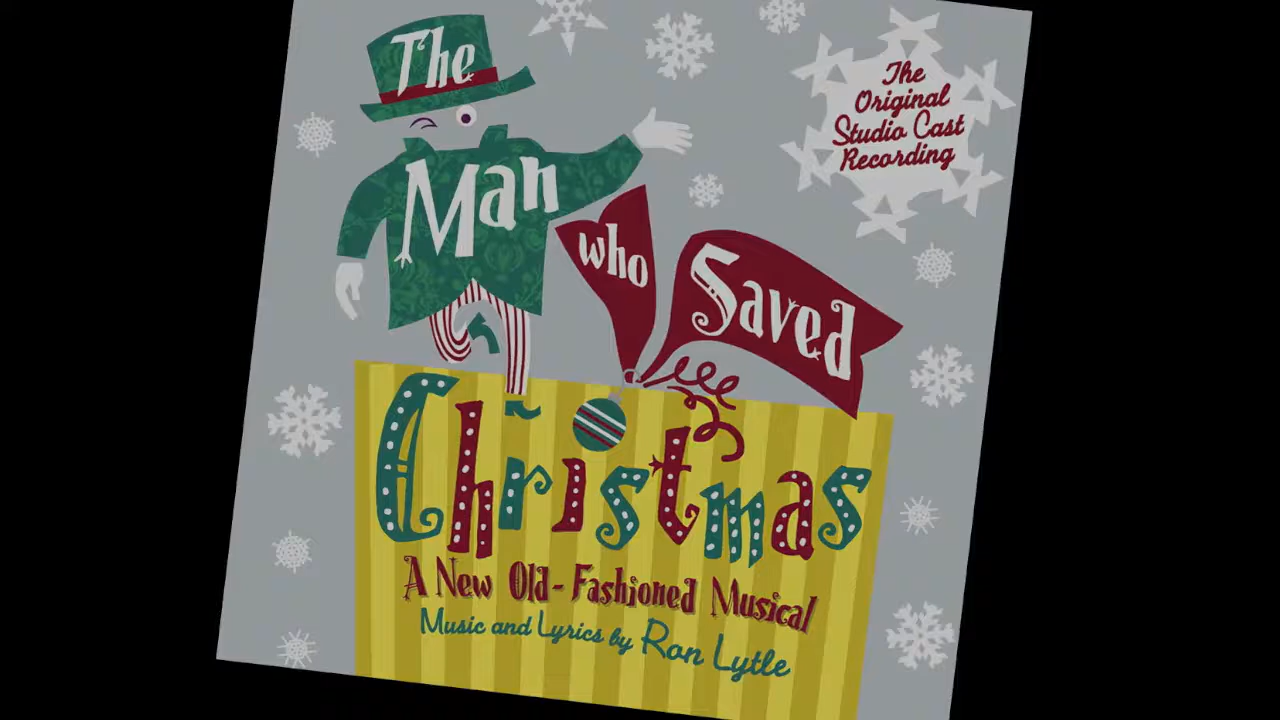 The
Man
who
Saved
Christmas
A New Old-Fashioned Musical
Music and Lyrics by Ron Lytle
The
Original
Studio Cast
Recording